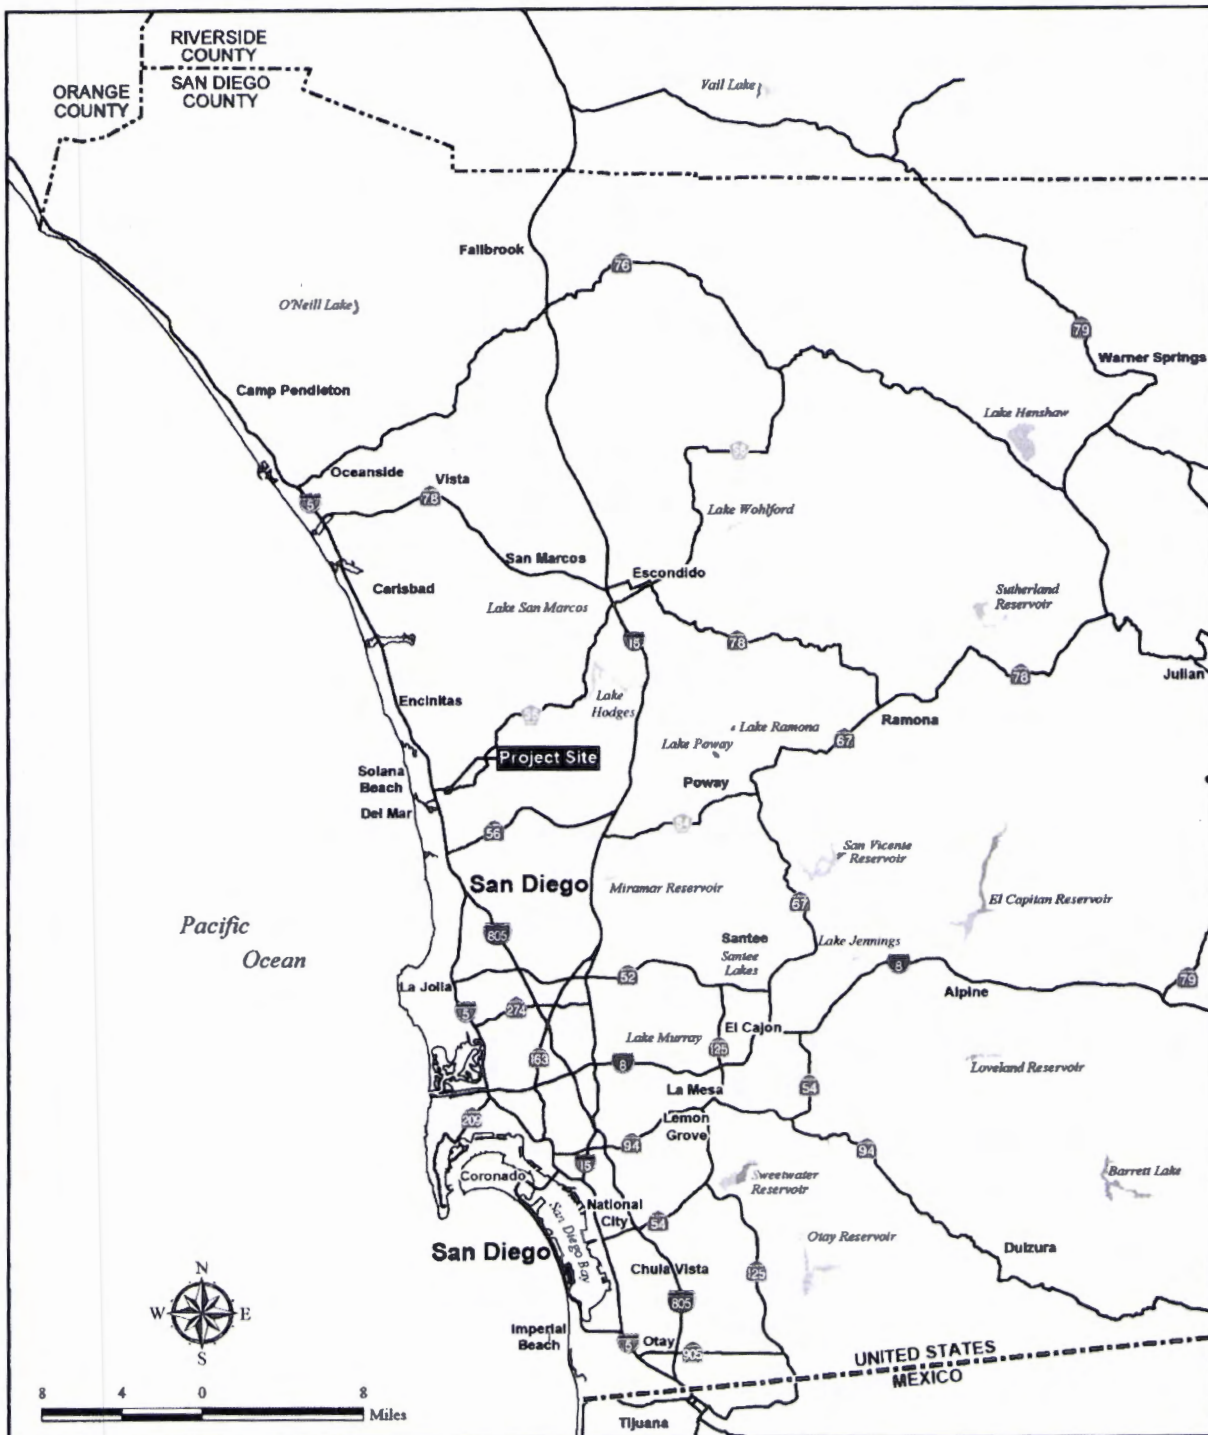 RIVERSIDE
COUNTY
ORANGE
COUNTY
SAN DIEGO
COUNTY
Vail Lake
Fallbrook
76
O'Neill Lake
79
Warner Springs
Camp Pendleton
Lake Henshaw
Oceanside
Vista
5
78
Lake Wohlford
San Marcos
Escondido
Carlsbad
Lake San Marcos
Sutherland
Reservoir
15
78
78
Julian
Encinitas
Lake
Hodges
Ramona
Lake Ramona
67
Lake Poway
Project Site
Solana
Beach
Poway
Del Mar
56
San Vicente
Reservoir
San Diego
Miramar Reservoir
El Capitan Reservoir
67
Pacific
Ocean
805
Santee
Santee
Lakes
Lake Jennings
8
52
La Jolla
Alpine
79
5
274
El Cajon
Lake Murray
125
163
8
Loveland Reservoir
54
La Mesa
209
Lemon
Grove
94
94
15
Coronado
Sweetwater
Reservoir
Barrett Lake
National
City
54
San Diego Bay
Otay Reservoir
San Diego
Dulzura
Chula Vista
125
805
Imperial
Beach
5
Otay
905
UNITED STATES
MEXICO
Tijuana
N
W
E
S
8
4
0
8
Miles